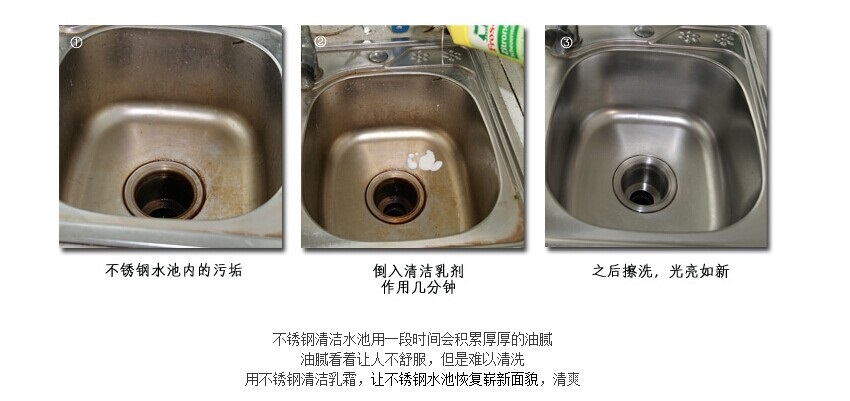 ① ② ③
Frosch
Citrone
不锈钢水池内的污垢
倒入清洁乳剂
作用几分钟
之后擦洗，光亮如新
不锈钢清洁水池用一段时间会积累厚厚的油腻
油腻看着让人不舒服，但是难以清洗
用不锈钢清洁乳霜，让不锈钢水池恢复崭新面貌，清爽